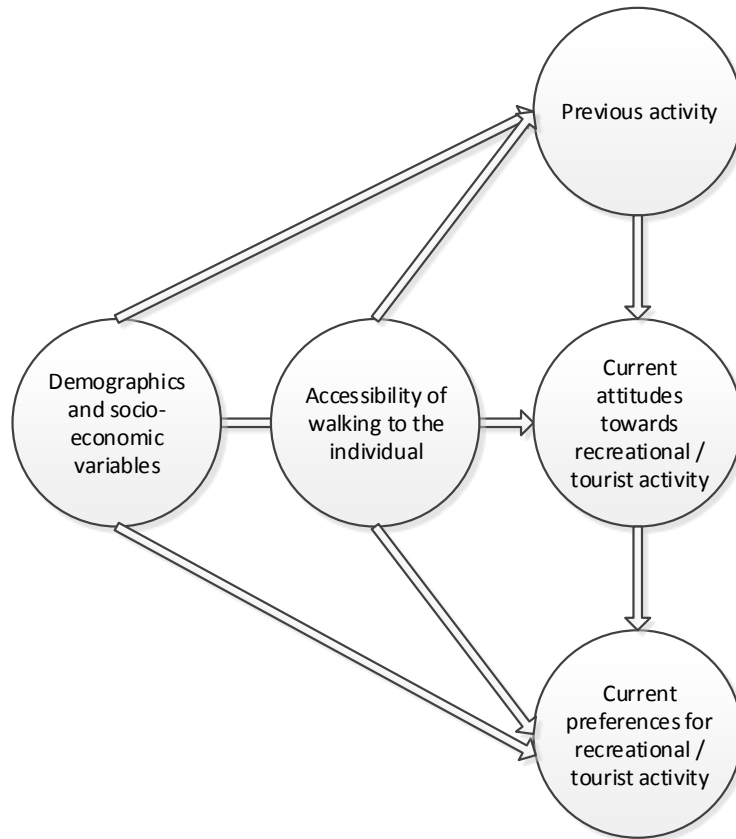 Previous activity
Demographics
and socio-
economic
variables
Accessibility of
walking to the
individual
Current
attitudes
towards
recreational /
tourist activity
Current
preferences for
recreational /
tourist activity